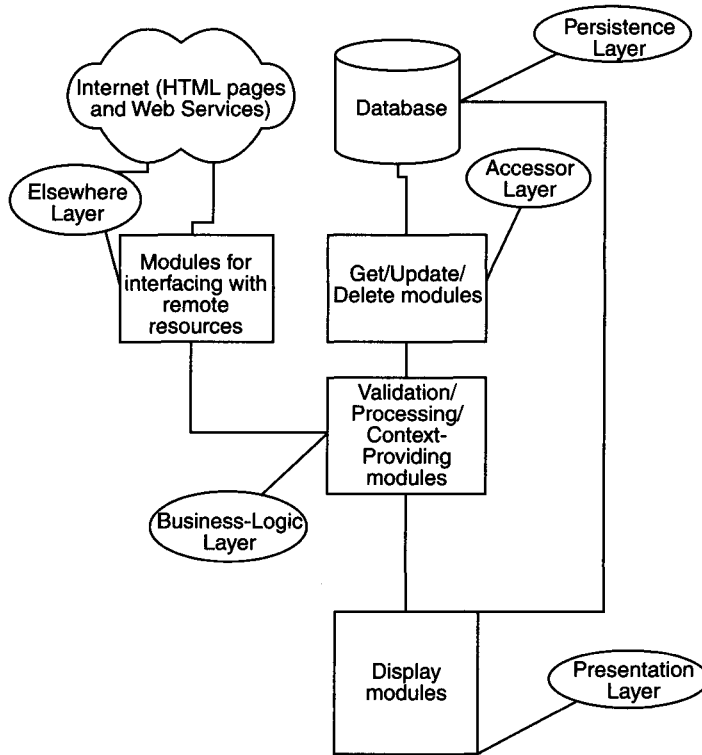 Persistence
Layer
Internet (HTML pages
and Web Services)
Database
Elsewhere
Layer
Accessor
Layer
Modules for
interfacing with
remote
resources
Get/Update/
Delete modules
Validation/
Processing/
Context-
Providing
modules
Business-Logic
Layer
Display
modules
Presentation
Layer